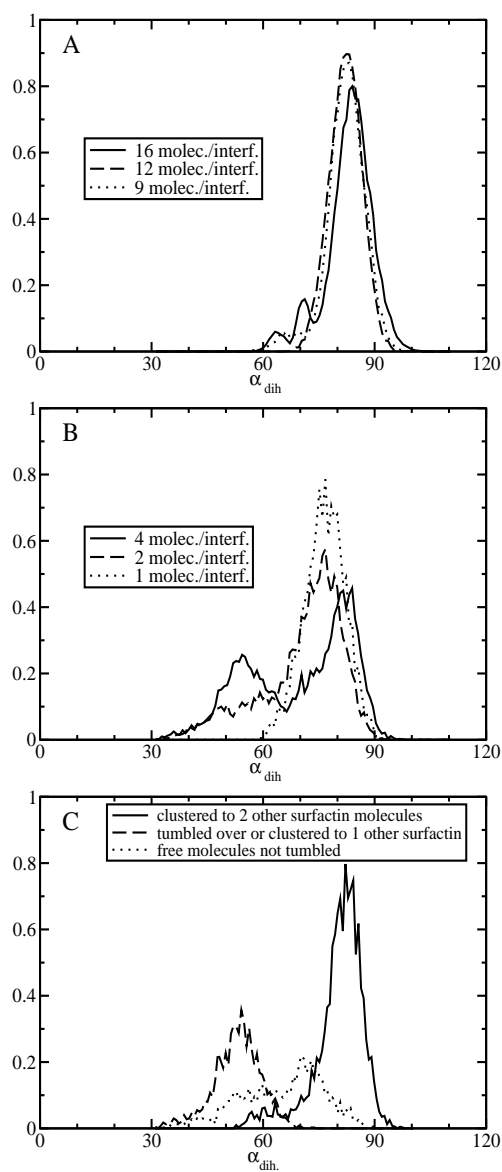 A
1
0.8
0.6
0.4
0.2
0
16 molec./interf.
12 molec./interf.
9 molec./interf.
0 30 60 90 120
αdih
B
1
0.8
0.6
0.4
0.2
0
4 molec./interf.
2 molec./interf.
1 molec./interf.
0 30 60 90 120
αdih
C
1
0.8
0.6
0.4
0.2
0
clustered to 2 other surfactin molecules
tumbled over or clustered to 1 other surfactin
free molecules not tumbled
0 30 60 90 120
αdih.